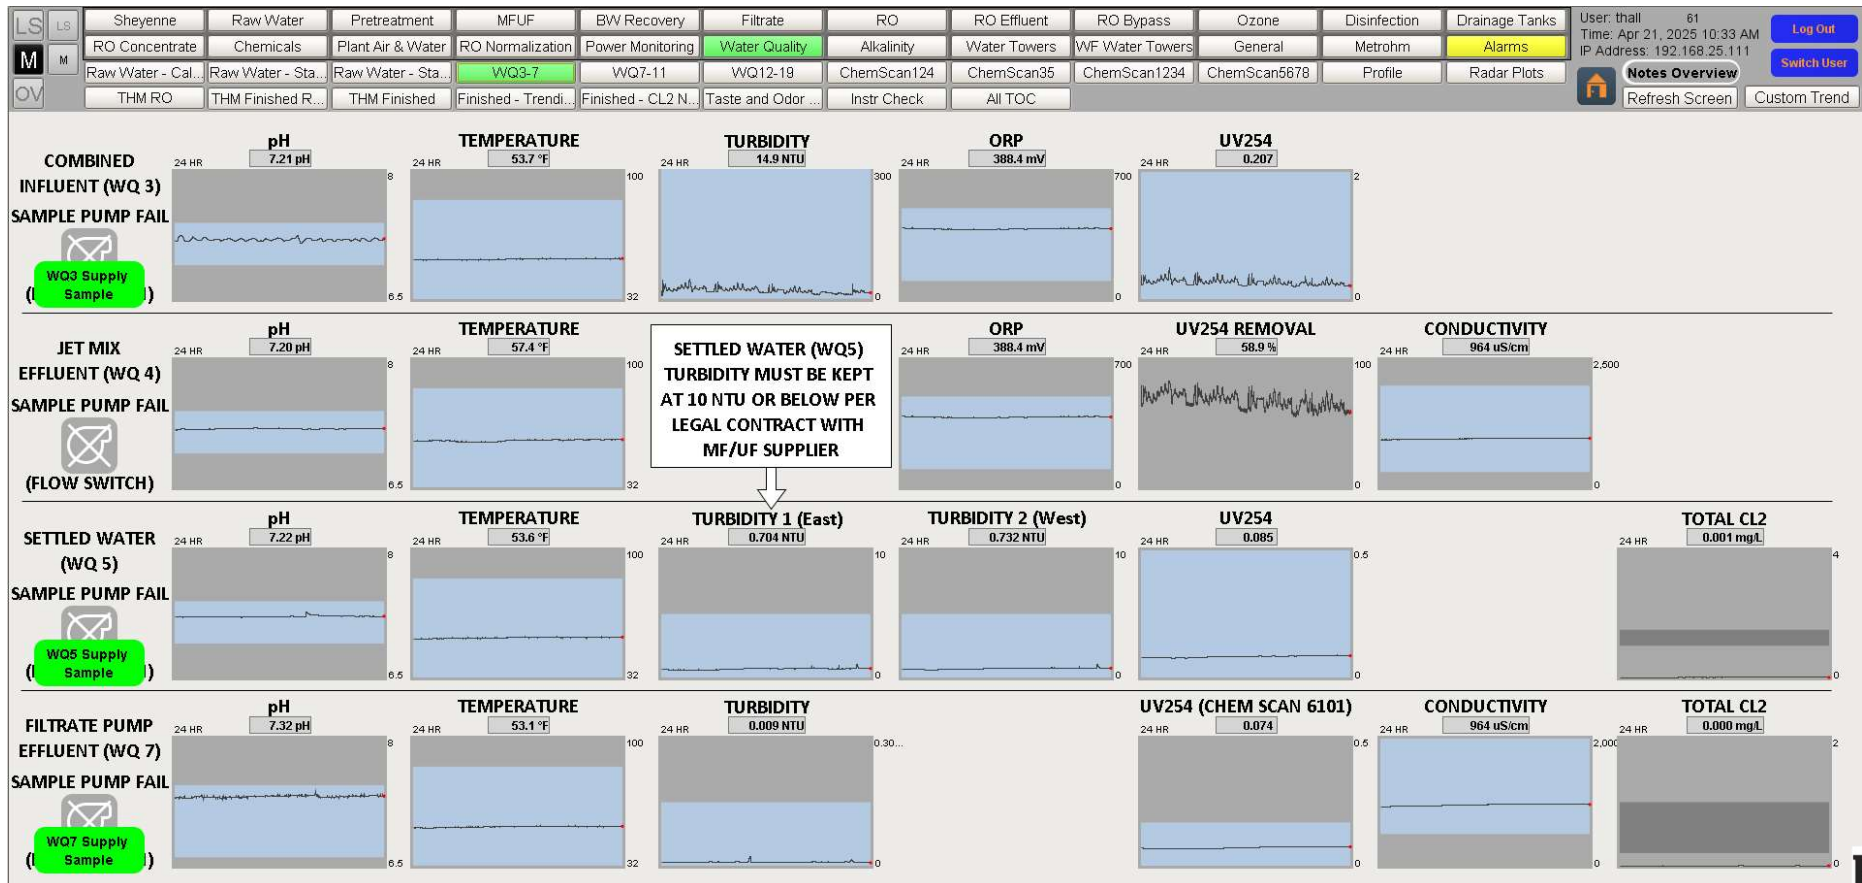 LS LS Sheyenne Raw Water Pretreatment MFUF BW Recovery Filtrate RO RO Effluent RO Bypass Ozone Disinfection Drainage Tanks User: thall 61 Log Out
Time: Apr 21, 2025 10:33 AM
M M RO Concentrate Chemicals Plant Air & Water RO Normalization Power Monitoring Water Quality Alkalinity Water Towers WF Water Towers General Metrohm Alarms IP Address: 192.168.25.111
Raw Water - Cal... Raw Water - Sta... Raw Water - Sta... WQ3-7 WQ7-11 WQ12-19 ChemScan124 ChemScan35 ChemScan1234 ChemScan5678 Profile Radar Plots Notes Overview Switch User
OV THM RO THM Finished R... THM Finished Finished - Trendi... Finished - CL2 N... Taste and Odor ... Instr Check All TOC Refresh Screen Custom Trend
pH TEMPERATURE TURBIDITY ORP UV254
24 HR 7.21 pH 24 HR 53.7 °F 24 HR 14.9 NTU 24 HR 388.4 mV 24 HR 0.207
COMBINED
INFLUENT (WQ 3)
8 100 300 700 2
SAMPLE PUMP FAIL
WQ3 Supply
Sample
( )
6.5 32 0 0 0
pH TEMPERATURE ORP UV254 REMOVAL CONDUCTIVITY
24 HR 7.20 pH 24 HR 57.4 °F 24 HR 388.4 mV 24 HR 58.9 % 24 HR 964 uS/cm
JET MIX
EFFLUENT (WQ 4)
8 100 700 100 2,500
SAMPLE PUMP FAIL
(FLOW SWITCH)
6.5 32 0 0 0
SETTLED WATER (WQ5)
TURBIDITY MUST BE KEPT
AT 10 NTU OR BELOW PER
LEGAL CONTRACT WITH
MF/UF SUPPLIER
pH TEMPERATURE TURBIDITY 1 (East) TURBIDITY 2 (West) UV254 TOTAL CL2
24 HR 7.22 pH 24 HR 53.6 °F 24 HR 0.704 NTU 24 HR 0.732 NTU 24 HR 0.085 24 HR 0.001 mg/L
SETTLED WATER
(WQ 5)
8 100 10 10 0.5 4
SAMPLE PUMP FAIL
WQ5 Supply
Sample
( )
6.5 32 0 0 0 0
pH TEMPERATURE TURBIDITY UV254 (CHEM SCAN 6101) CONDUCTIVITY TOTAL CL2
24 HR 7.32 pH 24 HR 53.1 °F 24 HR 0.009 NTU 24 HR 0.074 24 HR 964 uS/cm 24 HR 0.000 mg/L
FILTRATE PUMP
EFFLUENT (WQ 7)
8 100 0.30... 0.5 2,000 2
SAMPLE PUMP FAIL
WQ7 Supply
Sample
( )
6.5 32 0 0 0 0